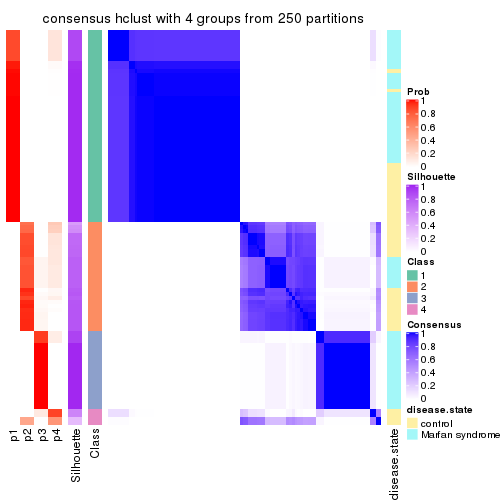 consensus hclust with 4 groups from 250 partitions
Prob
1
0.8
0.6
0.4
0.2
0
Silhouette
1
0.8
0.6
0.4
0.2
0
Class
1
2
3
4
Consensus
1
0.8
0.6
0.4
0.2
0
disease.state
control
Marfan syndrome
p1
p2
p3
p4
Silhouette
Class
disease.state